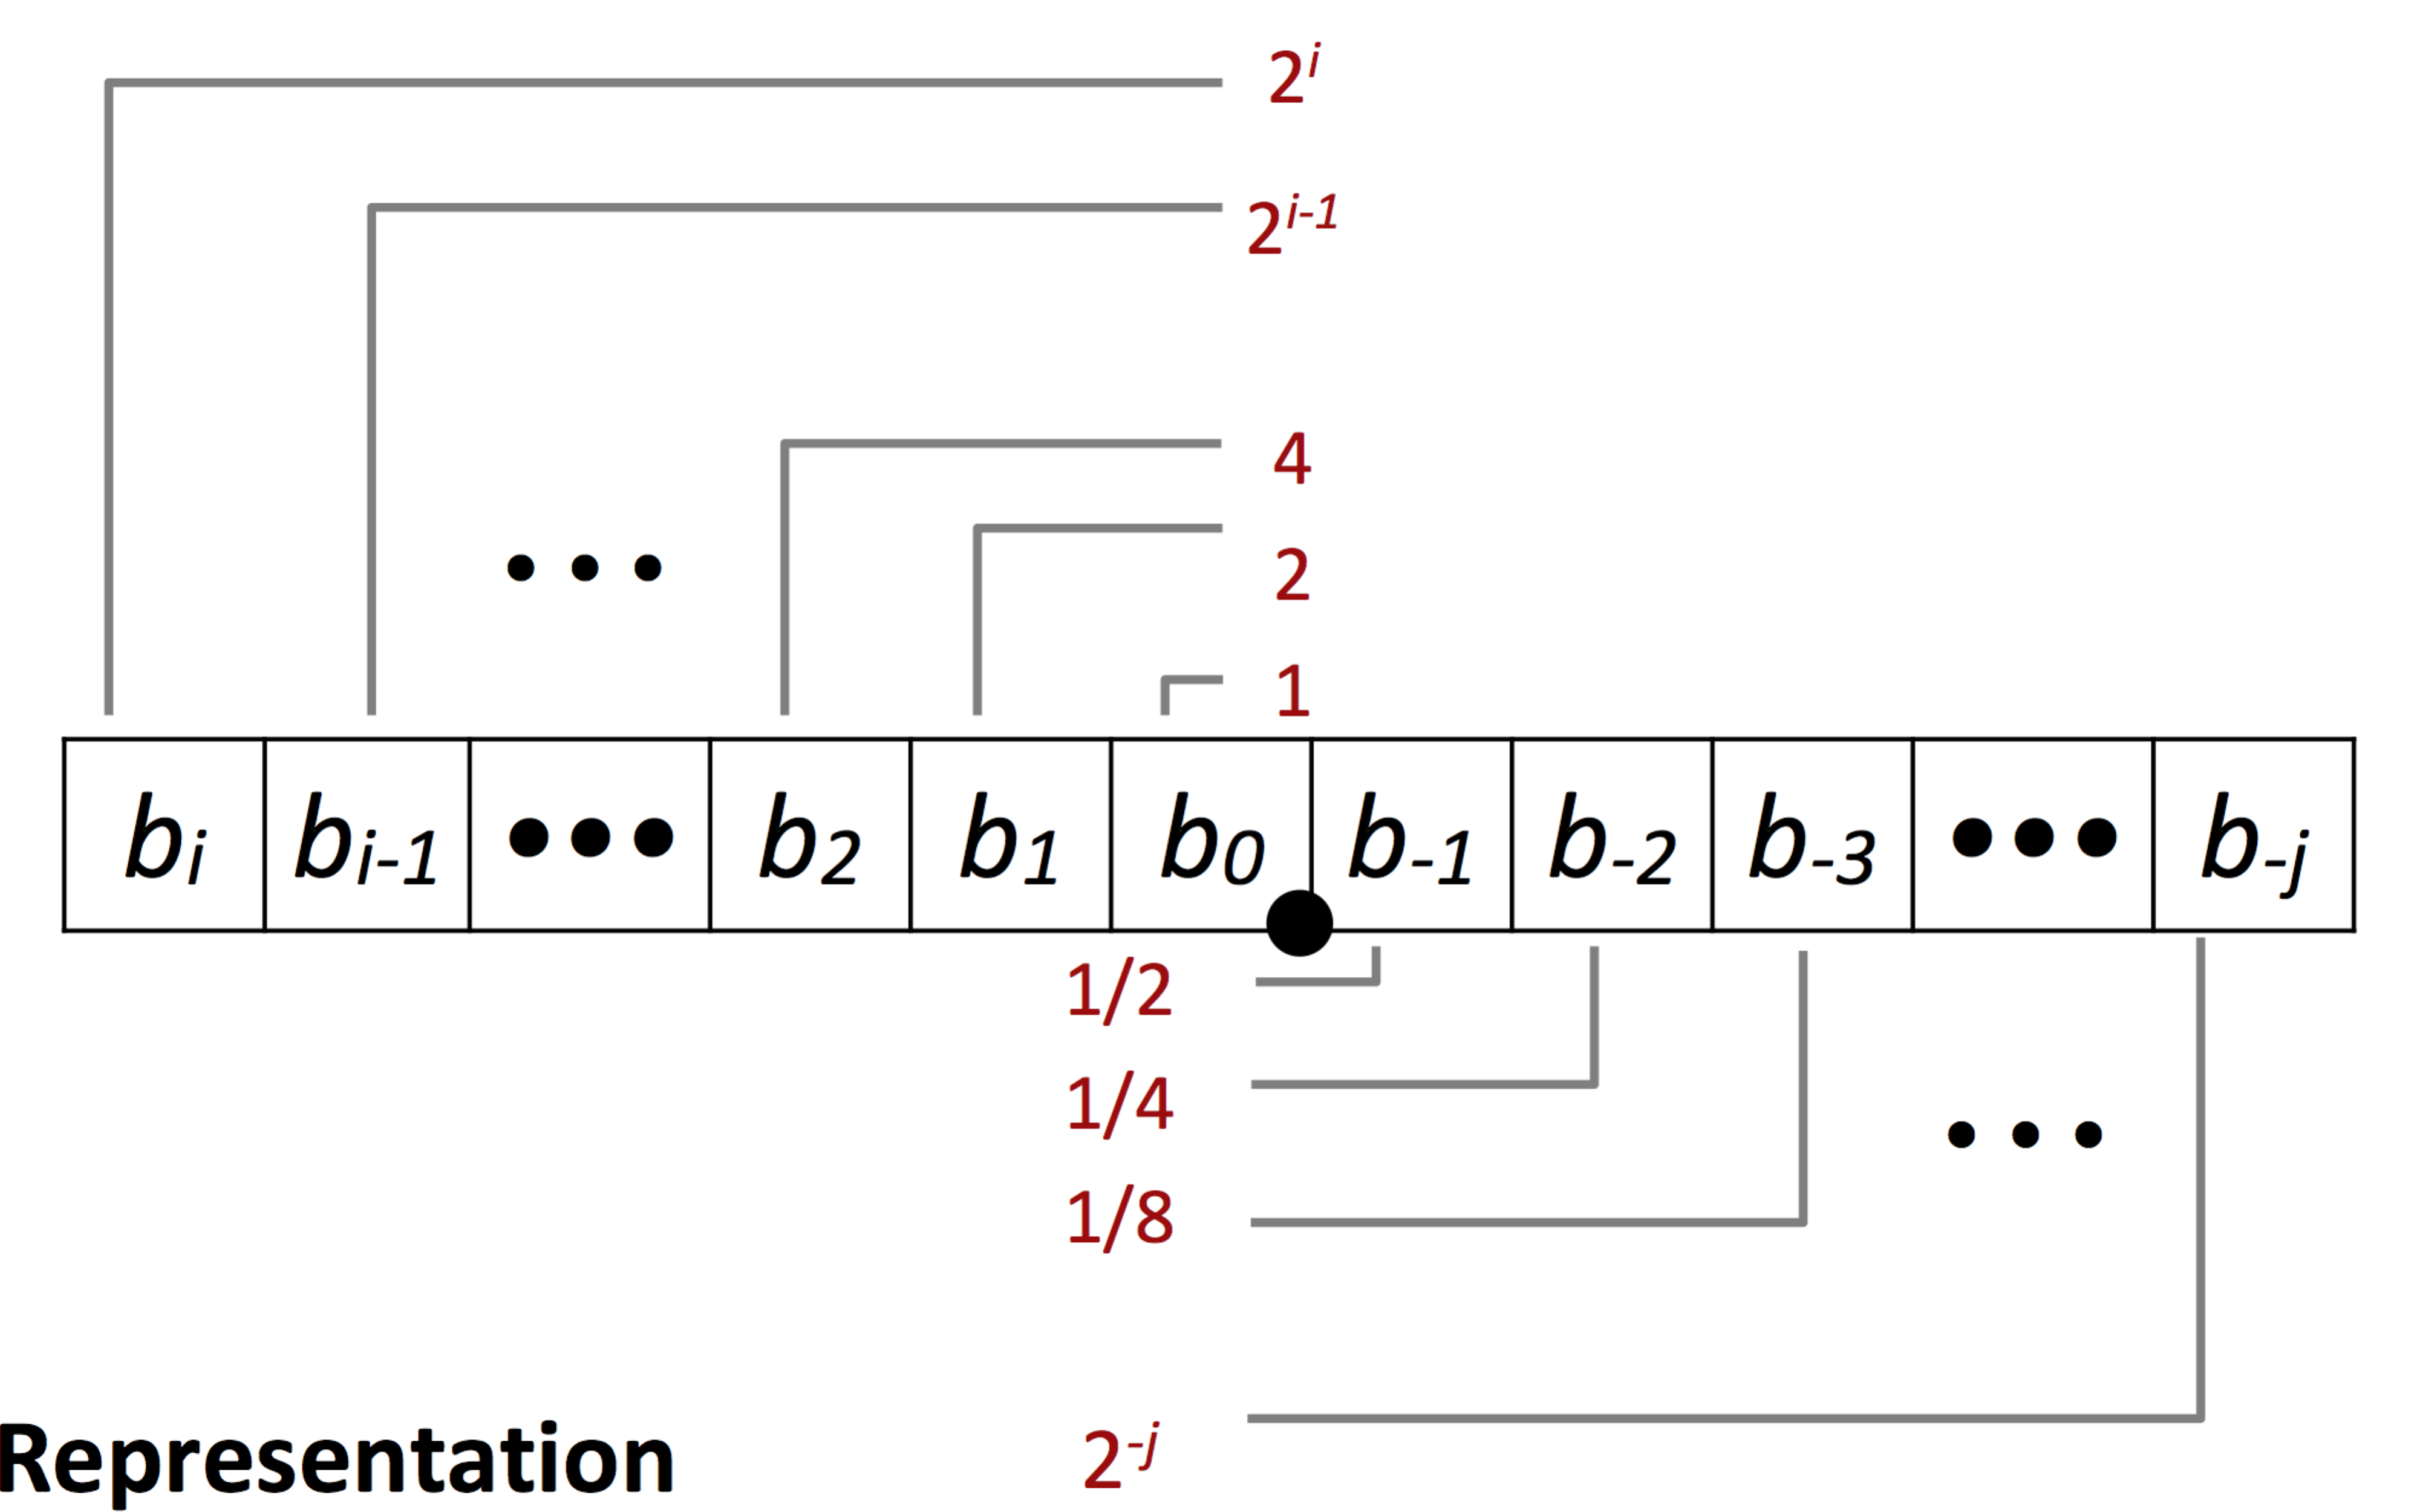 2^i
2^{i-1}
4
• • •
2
1
b_i b_{i-1} ••• b_2 b_1 b_0 . b_{-1} b_{-2} b_{-3} ••• b_{-j}
1/2
1/4
• • •
1/8
2^{-j}
Representation